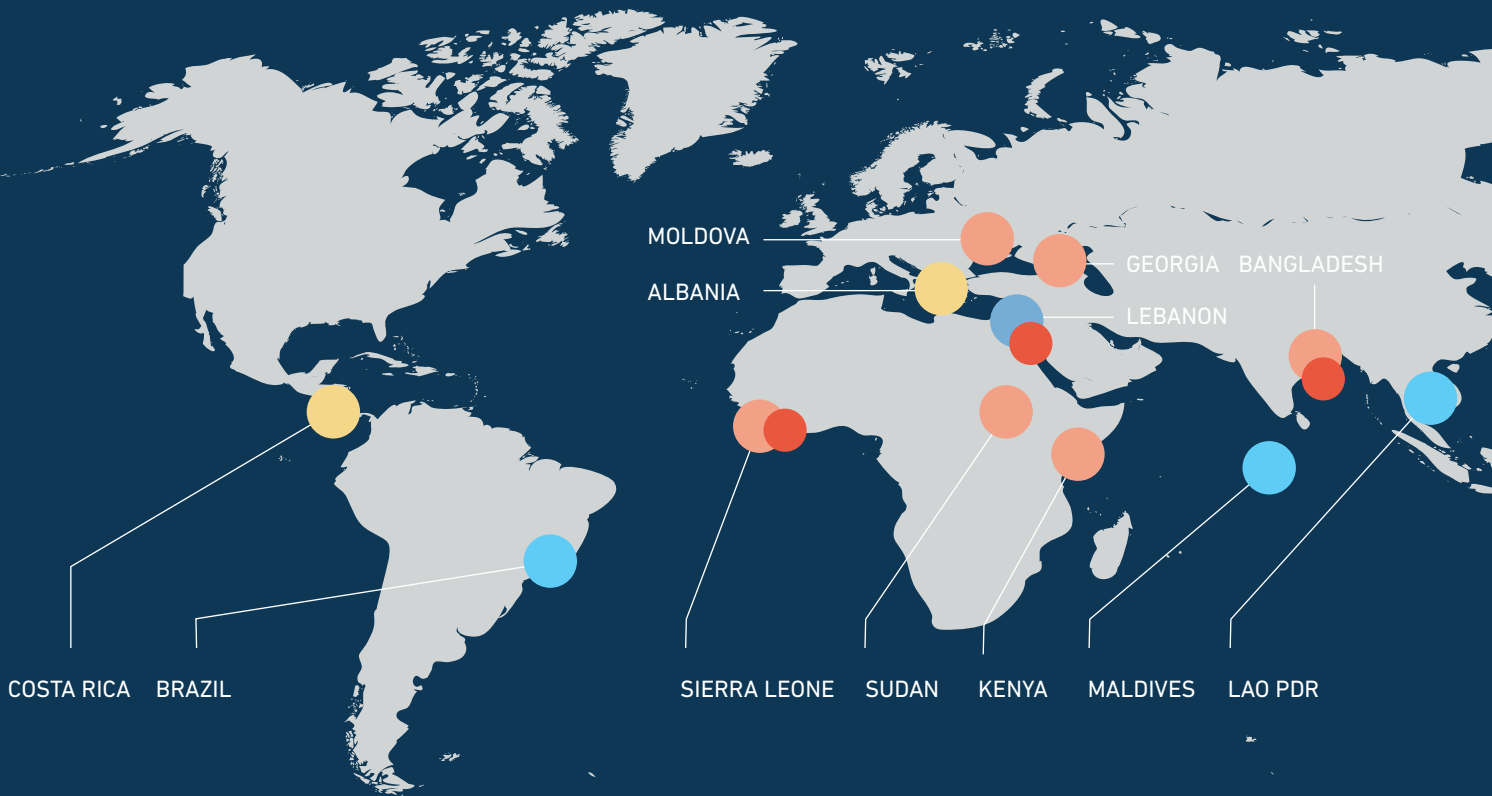 MOLDOVA
GEORGIA BANGLADESH
ALBANIA
LEBANON
COSTA RICA BRAZIL SIERRA LEONE SUDAN KENYA MALDIVES LAO PDR